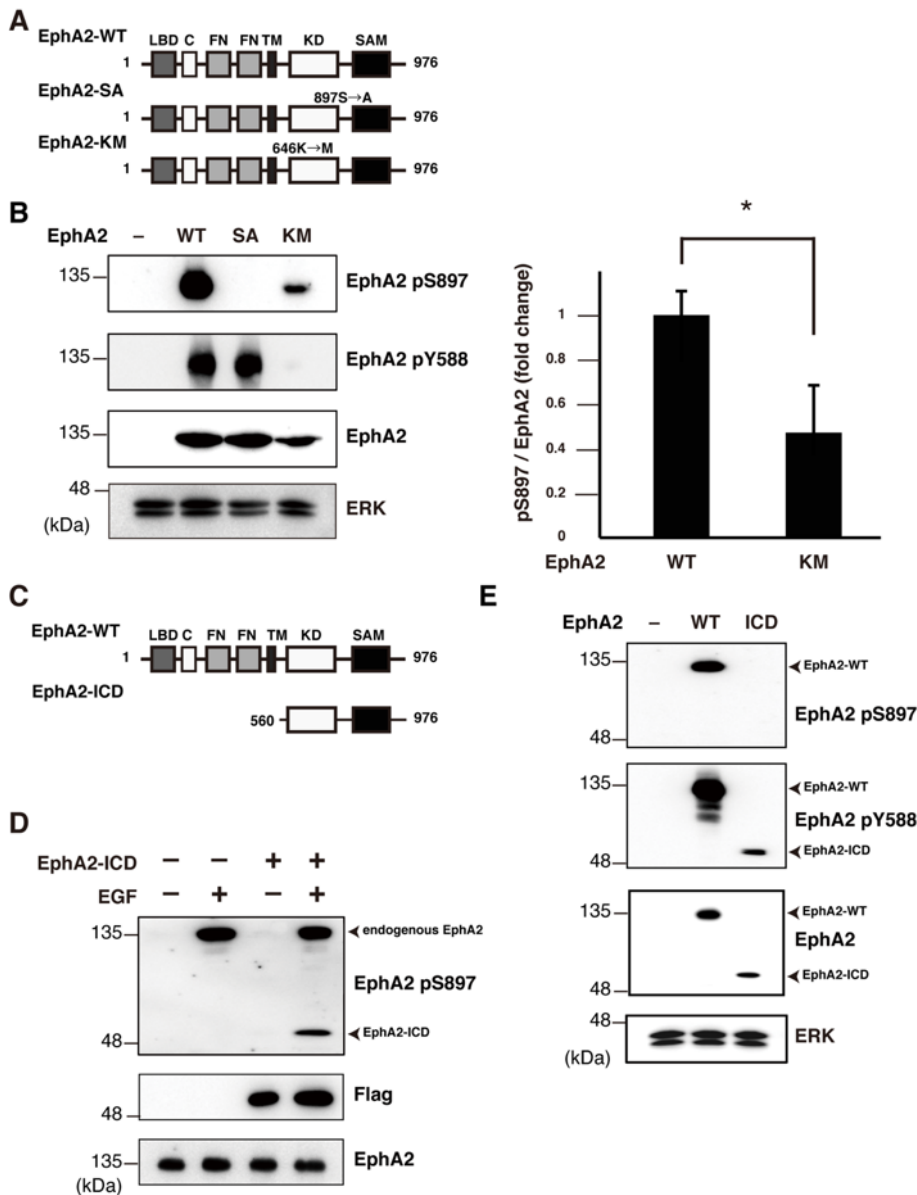 A
EphA2-WT
LBD C FN FN TM KD SAM
1 976
EphA2-SA
897S→A
1 976
EphA2-KM
646K→M
1 976
B
EphA2 – WT SA KM
135
EphA2 pS897
135
EphA2 pY588
135
EphA2
48
ERK
(kDa)
*
pS897 / EphA2 (fold change)
1
0.8
0.6
0.4
0.2
0
EphA2 WT KM
C
EphA2-WT
LBD C FN FN TM KD SAM
1 976
EphA2-ICD
560 976
D
EphA2-ICD – – + +
EGF – + – +
135
endogenous EphA2
EphA2 pS897
EphA2-ICD
48
Flag
48
135
EphA2
(kDa)
E
EphA2 – WT ICD
135
EphA2-WT
EphA2 pS897
48
135
EphA2-WT
EphA2 pY588
EphA2-ICD
48
135
EphA2-WT
EphA2
EphA2-ICD
48
48
ERK
(kDa)